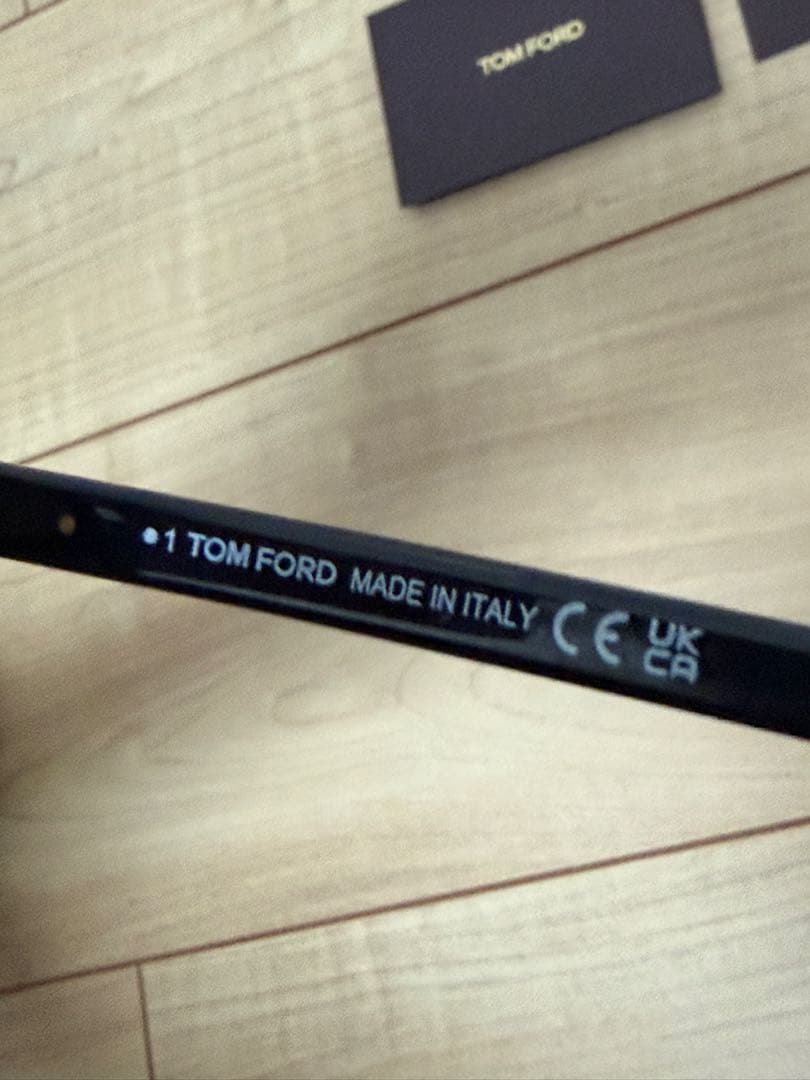 TOM FORD
●1 TOM FORD MADE IN ITALY CE UK
CA